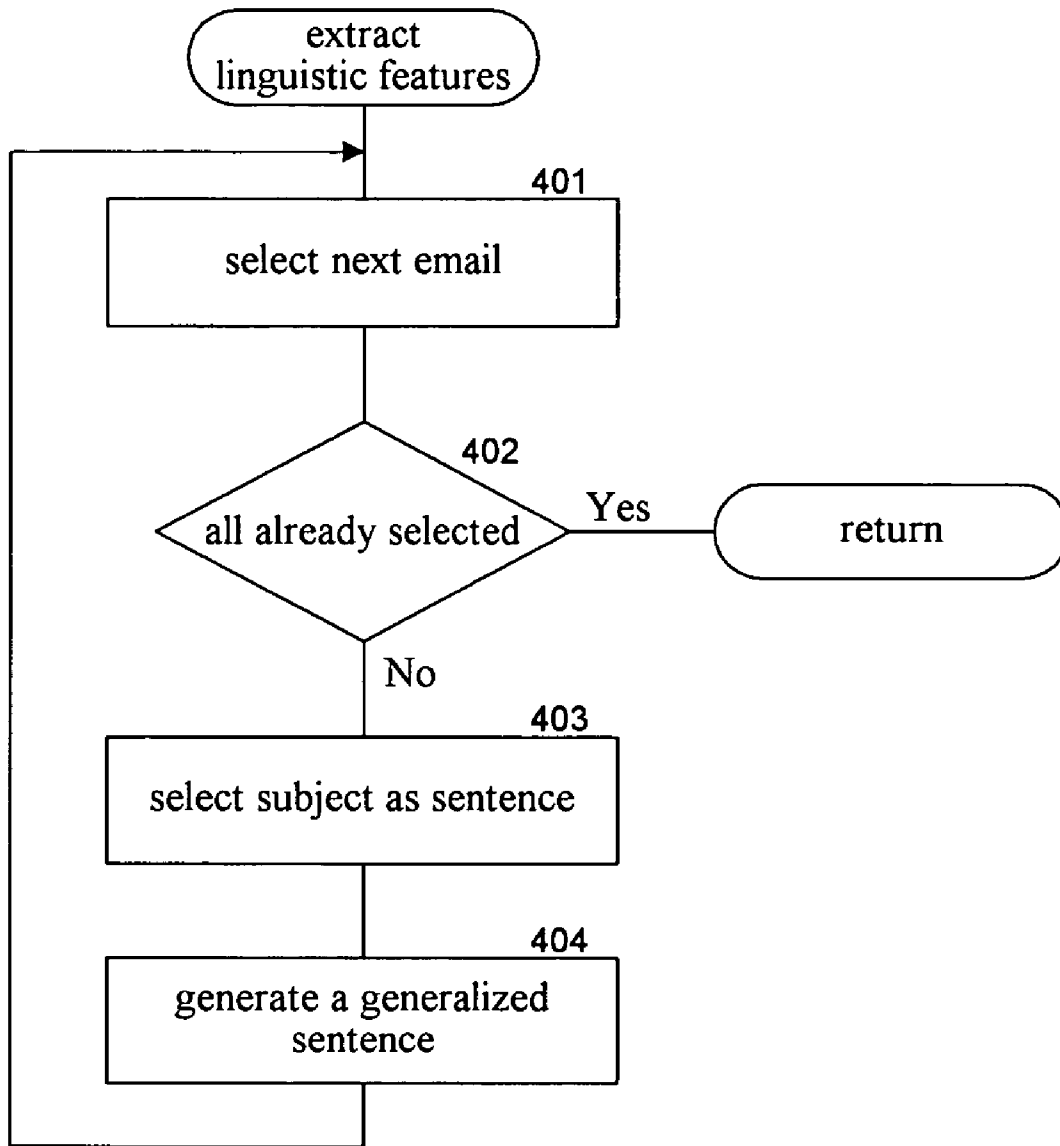 extract
linguistic features
401
select next email
402
all already selected
Yes
return
No
403
select subject as sentence
404
generate a generalized
sentence